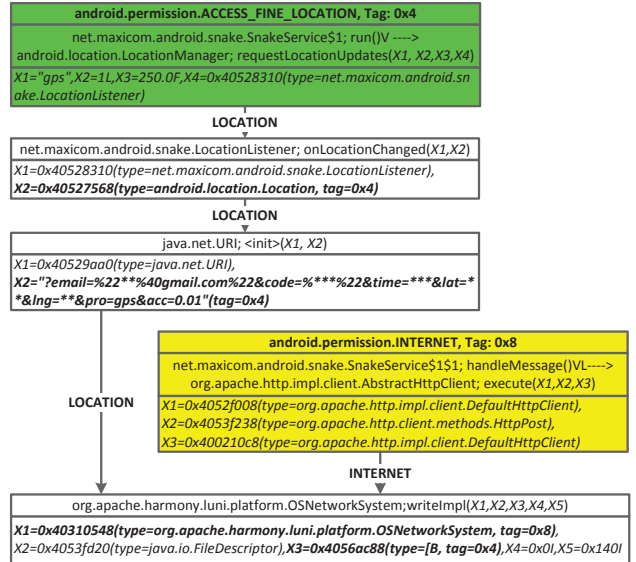 android.permission.ACCESS_FINE_LOCATION, Tag: 0x4
net.maxicom.android.snake.SnakeService$1; run()V ---->
android.location.LocationManager; requestLocationUpdates(X1, X2,X3,X4)
X1="gps",X2=1L,X3=250.0F,X4=0x40528310(type=net.maxicom.android.sn
ake.LocationListener)
LOCATION
net.maxicom.android.snake.LocationListener; onLocationChanged(X1,X2)
X1=0x40528310(type=net.maxicom.android.snake.LocationListener),
X2=0x40527568(type=android.location.Location, tag=0x4)
LOCATION
java.net.URI; <init>(X1, X2)
X1=0x40529aa0(type=java.net.URI),
X2="?email=%22**%40gmail.com%22&code=%***%22&time=***&lat=*
*&lng=**&pro=gps&acc=0.01"(tag=0x4)
LOCATION
android.permission.INTERNET, Tag: 0x8
net.maxicom.android.snake.SnakeService$1$1; handleMessage()VL---->
org.apache.http.impl.client.AbstractHttpClient; execute(X1,X2,X3)
X1=0x4052f008(type=org.apache.http.impl.client.DefaultHttpClient),
X2=0x4053f238(type=org.apache.http.client.methods.HttpPost),
X3=0x400210c8(type=org.apache.http.impl.client.DefaultHttpClient)
INTERNET
org.apache.harmony.luni.platform.OSNetworkSystem;writeImpl(X1,X2,X3,X4,X5)
X1=0x40310548(type=org.apache.harmony.luni.platform.OSNetworkSystem, tag=0x8),
X2=0x4053fd20(type=java.io.FileDescriptor),X3=0x4056ac88(type=[B, tag=0x4),X4=0x0I,X5=0x140I